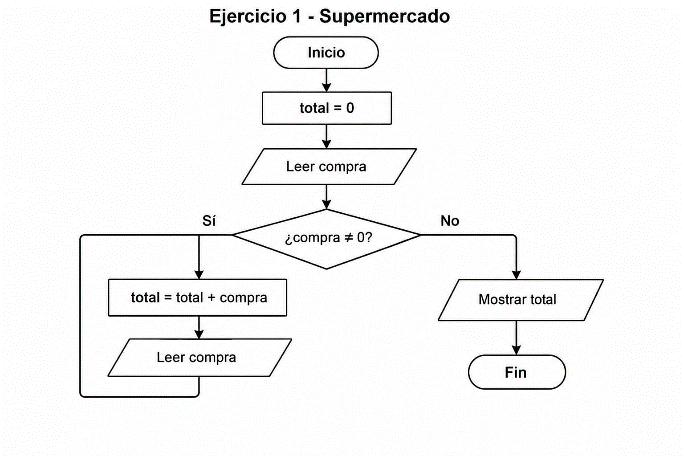 Ejercicio 1 - Supermercado
Inicio
total = 0
Leer compra
¿compra ≠ 0?
Sí
No
total = total + compra
Leer compra
Mostrar total
Fin